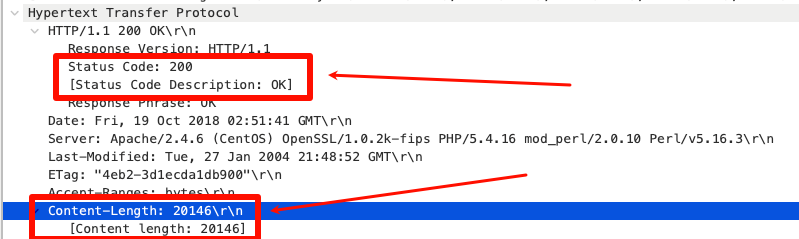 Hypertext Transfer Protocol
HTTP/1.1 200 OK\r\n
Response Version: HTTP/1.1
Status Code: 200
[Status Code Description: OK]
Response Phrase: OK
Date: Fri, 19 Oct 2018 02:51:41 GMT\r\n
Server: Apache/2.4.6 (CentOS) OpenSSL/1.0.2k-fips PHP/5.4.16 mod_perl/2.0.10 Perl/v5.16.3\r\n
Last-Modified: Tue, 27 Jan 2004 21:48:52 GMT\r\n
ETag: "4eb2-3d1ecda1db900"\r\n
Accept-Ranges: bytes\r\n
Content-Length: 20146\r\n
[Content length: 20146]